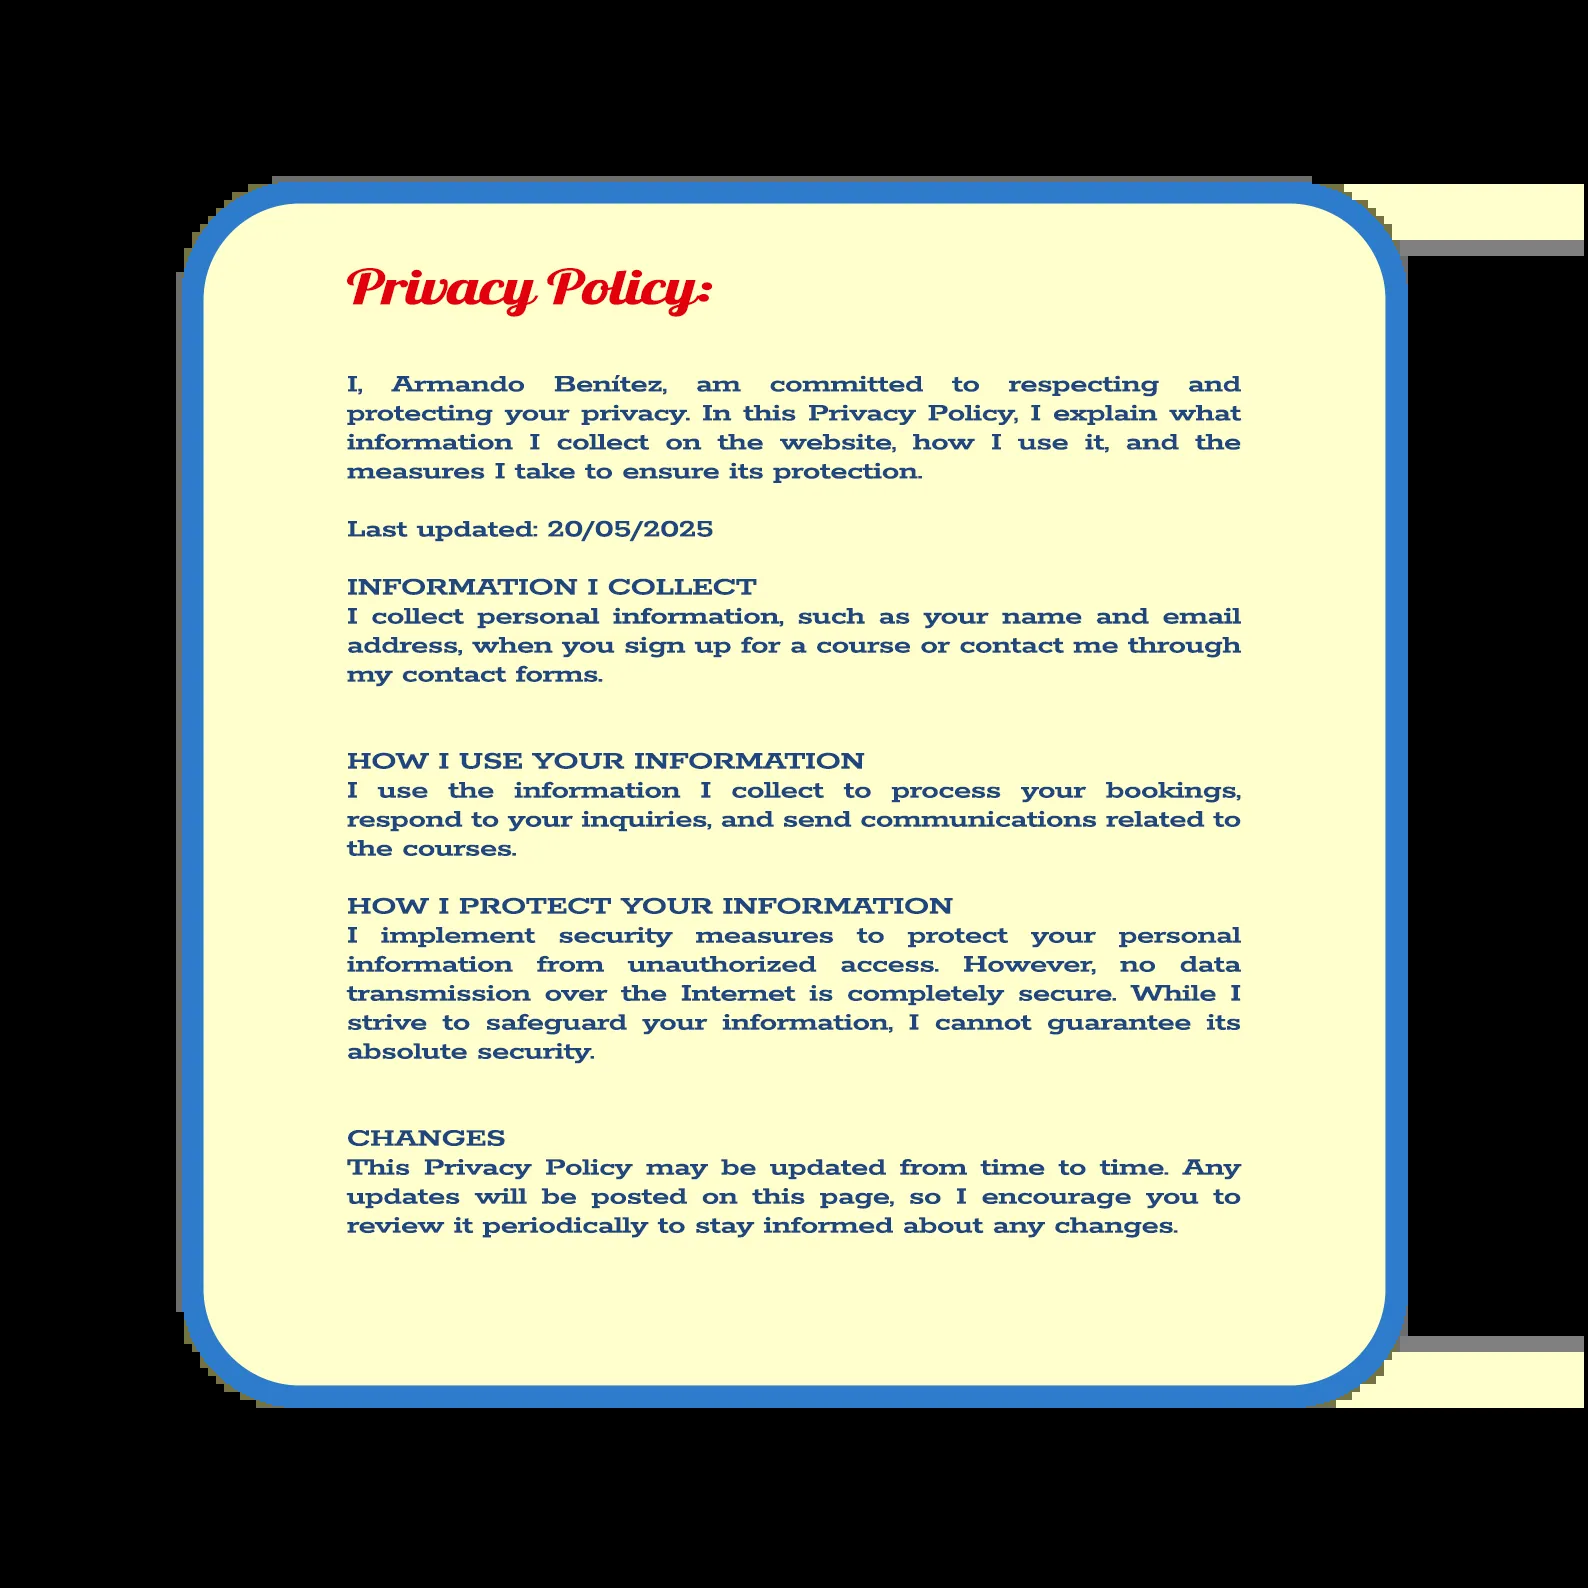 Privacy Policy:
I, Armando Benítez, am committed to respecting and
protecting your privacy. In this Privacy Policy, I explain what
information I collect on the website, how I use it, and the
measures I take to ensure its protection.
Last updated: 20/05/2025
INFORMATION I COLLECT
I collect personal information, such as your name and email
address, when you sign up for a course or contact me through
my contact forms.
HOW I USE YOUR INFORMATION
I use the information I collect to process your bookings,
respond to your inquiries, and send communications related to
the courses.
HOW I PROTECT YOUR INFORMATION
I implement security measures to protect your personal
information from unauthorized access. However, no data
transmission over the Internet is completely secure. While I
strive to safeguard your information, I cannot guarantee its
absolute security.
CHANGES
This Privacy Policy may be updated from time to time. Any
updates will be posted on this page, so I encourage you to
review it periodically to stay informed about any changes.